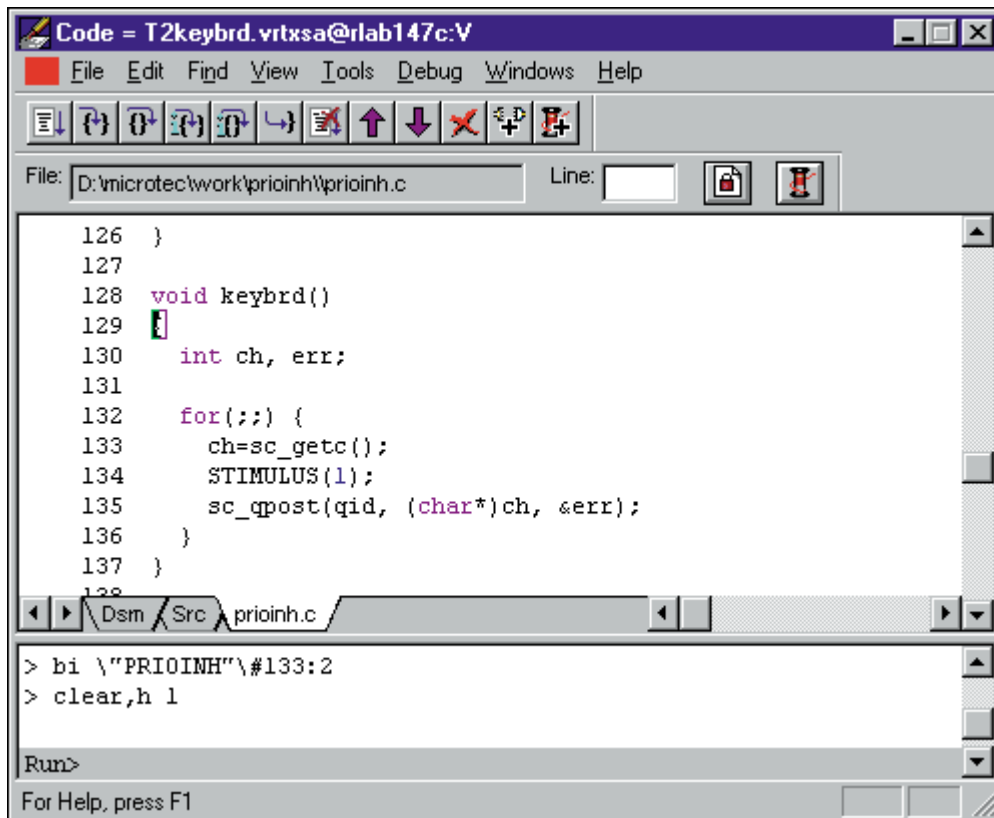 Code = T2keybrd.vrtxsa@rlab147c:V
File Edit Find View Tools Debug Windows Help
File: D:\microtec\work\prioinh\\prioinh.c Line:
126 }
127
128 void keybrd()
129 {
130 int ch, err;
131
132 for(;;) {
133 ch=sc_getc();
134 STIMULUS(1);
135 sc_qpost(qid, (char*)ch, &err);
136 }
137 }
138
Dsm Src prioinh.c
> bi \"PRIOINH"\#133:2
> clear,h 1
Run>
For Help, press F1